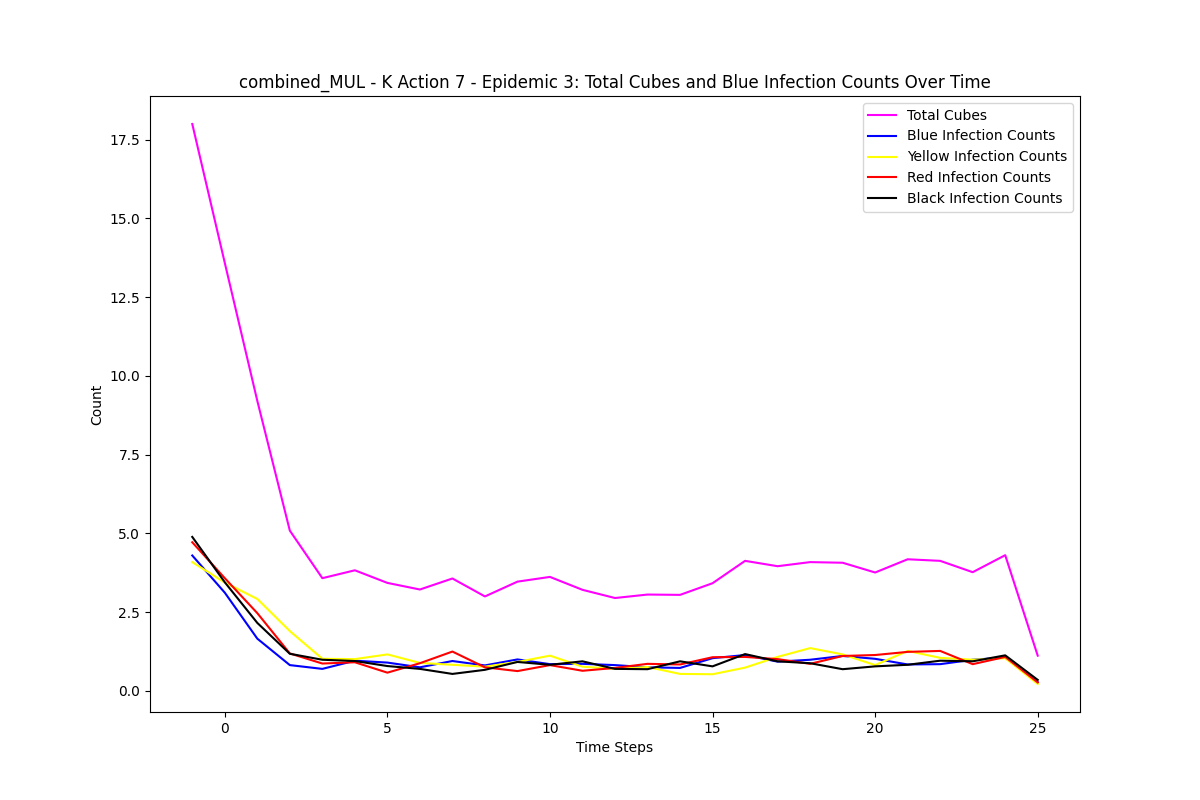 combined_MUL - K Action 7 - Epidemic 3: Total Cubes and Blue Infection Counts Over Time
Total Cubes
Blue Infection Counts
Yellow Infection Counts
Red Infection Counts
Black Infection Counts
17.5
15.0
12.5
10.0
7.5
5.0
2.5
0.0
Count
0 5 10 15 20 25
Time Steps